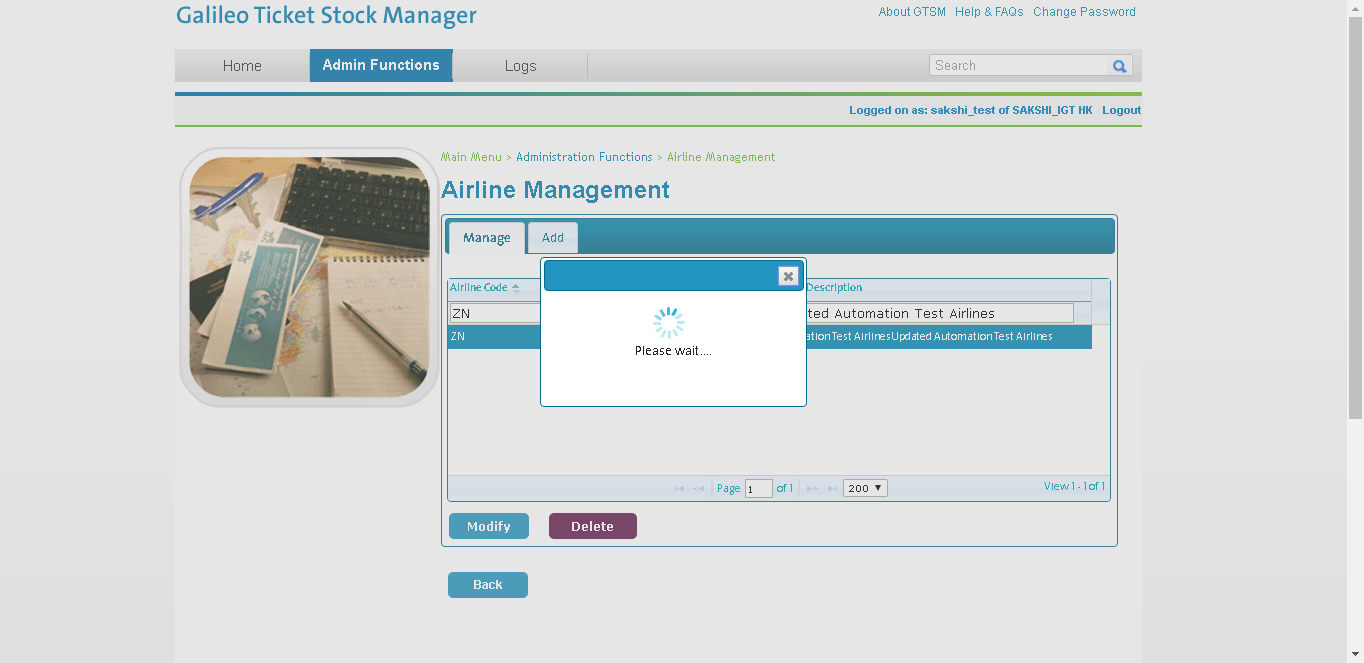 Galileo Ticket Stock Manager
About GTSM Help & FAQs Change Password
Home Admin Functions Logs Search
Logged on as: sakshi_test of SAKSHI_IGT HK Logout
Main Menu > Administration Functions > Airline Management
Airline Management
Manage Add
Airline Code Description
ZN ted Automation Test Airlines
ZN ationTest AirlinesUpdated AutomationTest Airlines
Please wait....
Page 1 of 1 200 View 1 - 1 of 1
Modify Delete
Back